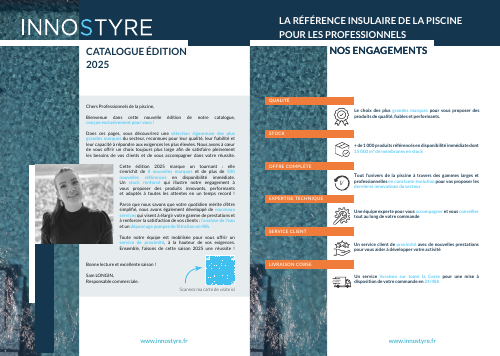 INNOSTYRE
CATALOGUE ÉDITION
2025
Chers Professionnels de la piscine,
Bienvenue dans cette nouvelle édition de notre catalogue,
conçue exclusivement pour vous !
Dans ces pages, vous découvrirez une sélection rigoureuse des plus
grandes marques du secteur, reconnues pour leur qualité, leur fiabilité et
leur capacité à répondre aux exigences les plus élevées. Nous avons à cœur
de vous offrir un choix toujours plus large afin de satisfaire pleinement
les besoins de vos clients et de vous accompagner dans votre réussite.
Cette édition 2025 marque un tournant : elle
s'enrichit de nouvelles marques et de plus de
nouvelles références en disponibilité immédiate.
qui illustre notre engagement à
vous proposer des produits innovants, performants
et adaptés à toutes les attentes en un temps record !
Parce que nous savons que votre quotidien mérite d'être
simplifié, nous avons également développé de nouveaux
services qui visent à élargir votre gamme de prestations et
à renforcer la satisfaction de vos clients :
et un
Toute notre équipe est mobilisée pour vous offrir un
service de proximité, à la hauteur de vos exigences.
Ensemble, faisons de cette saison 2025 une réussite !
Bonne lecture et excellente saison !
Sam LONGIN,
Responsable commerciale.
Scannez ma carte de visite ici
www.innostyre.fr
LA RÉFÉRENCE INSULAIRE DE LA PISCINE
POUR LES PROFESSIONNELS
NOS ENGAGEMENTS
QUALITÉ
Le choix des plus grandes marques pour vous proposer des
produits de qualité, fiables et performants.
STOCK
+ de 1 000 produits référencés en disponibilité immédiate dont
15 000 m² de membranes en stock
OFFRE COMPLÈTE
Tout l'univers de la piscine à travers des gammes larges et
professionnelles en constante évolution pour vous proposer les
dernières innovations du secteur
EXPERTISE TECHNIQUE
Une équipe experte pour vous accompagner et vous conseiller
tout au long de votre commande
SERVICE CLIENT
Un service client de proximité avec de nouvelles prestations
pour vous aider à développer votre activité
LIVRAISON CORSE
Un service livraison sur toute la Corse pour une mise à
disposition de votre commande en 24/48H
www.innostyre.fr